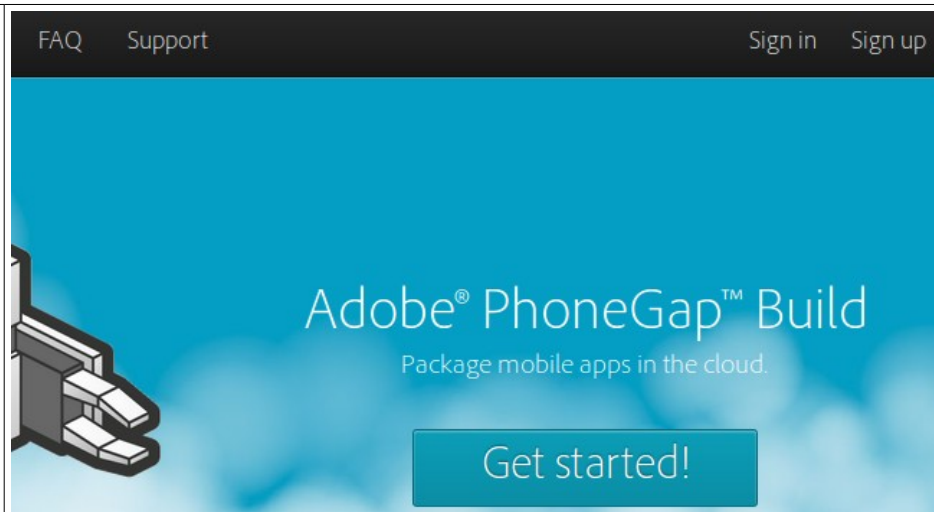 FAQ Support Sign in Sign up
Adobe® PhoneGap™ Build
Package mobile apps in the cloud.
Get started!